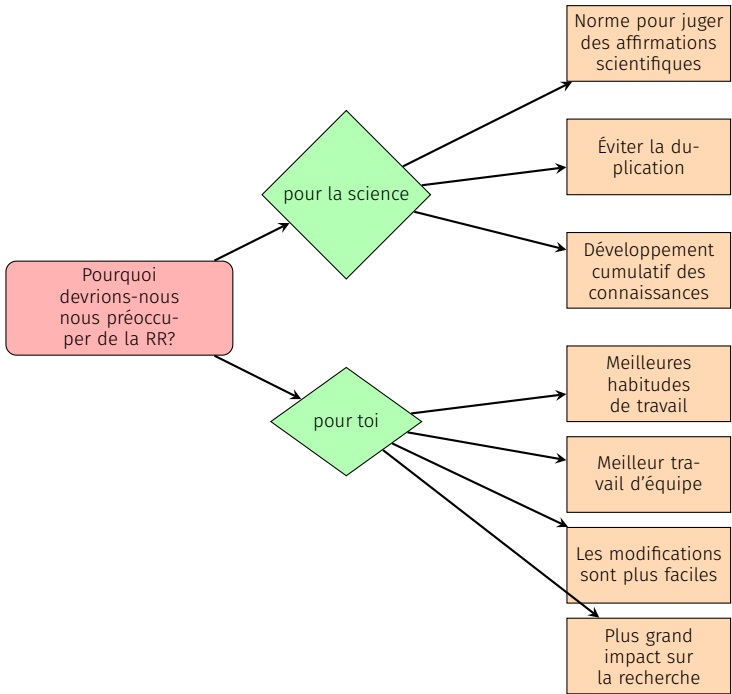 Pourquoi
devrions-nous
nous préoccu-
per de la RR?
pour la science
Norme pour juger
des affirmations
scientifiques
Éviter la du-
plication
Développement
cumulatif des
connaissances
pour toi
Meilleures
habitudes
de travail
Meilleur tra-
vail d'équipe
Les modifications
sont plus faciles
Plus grand
impact sur
la recherche